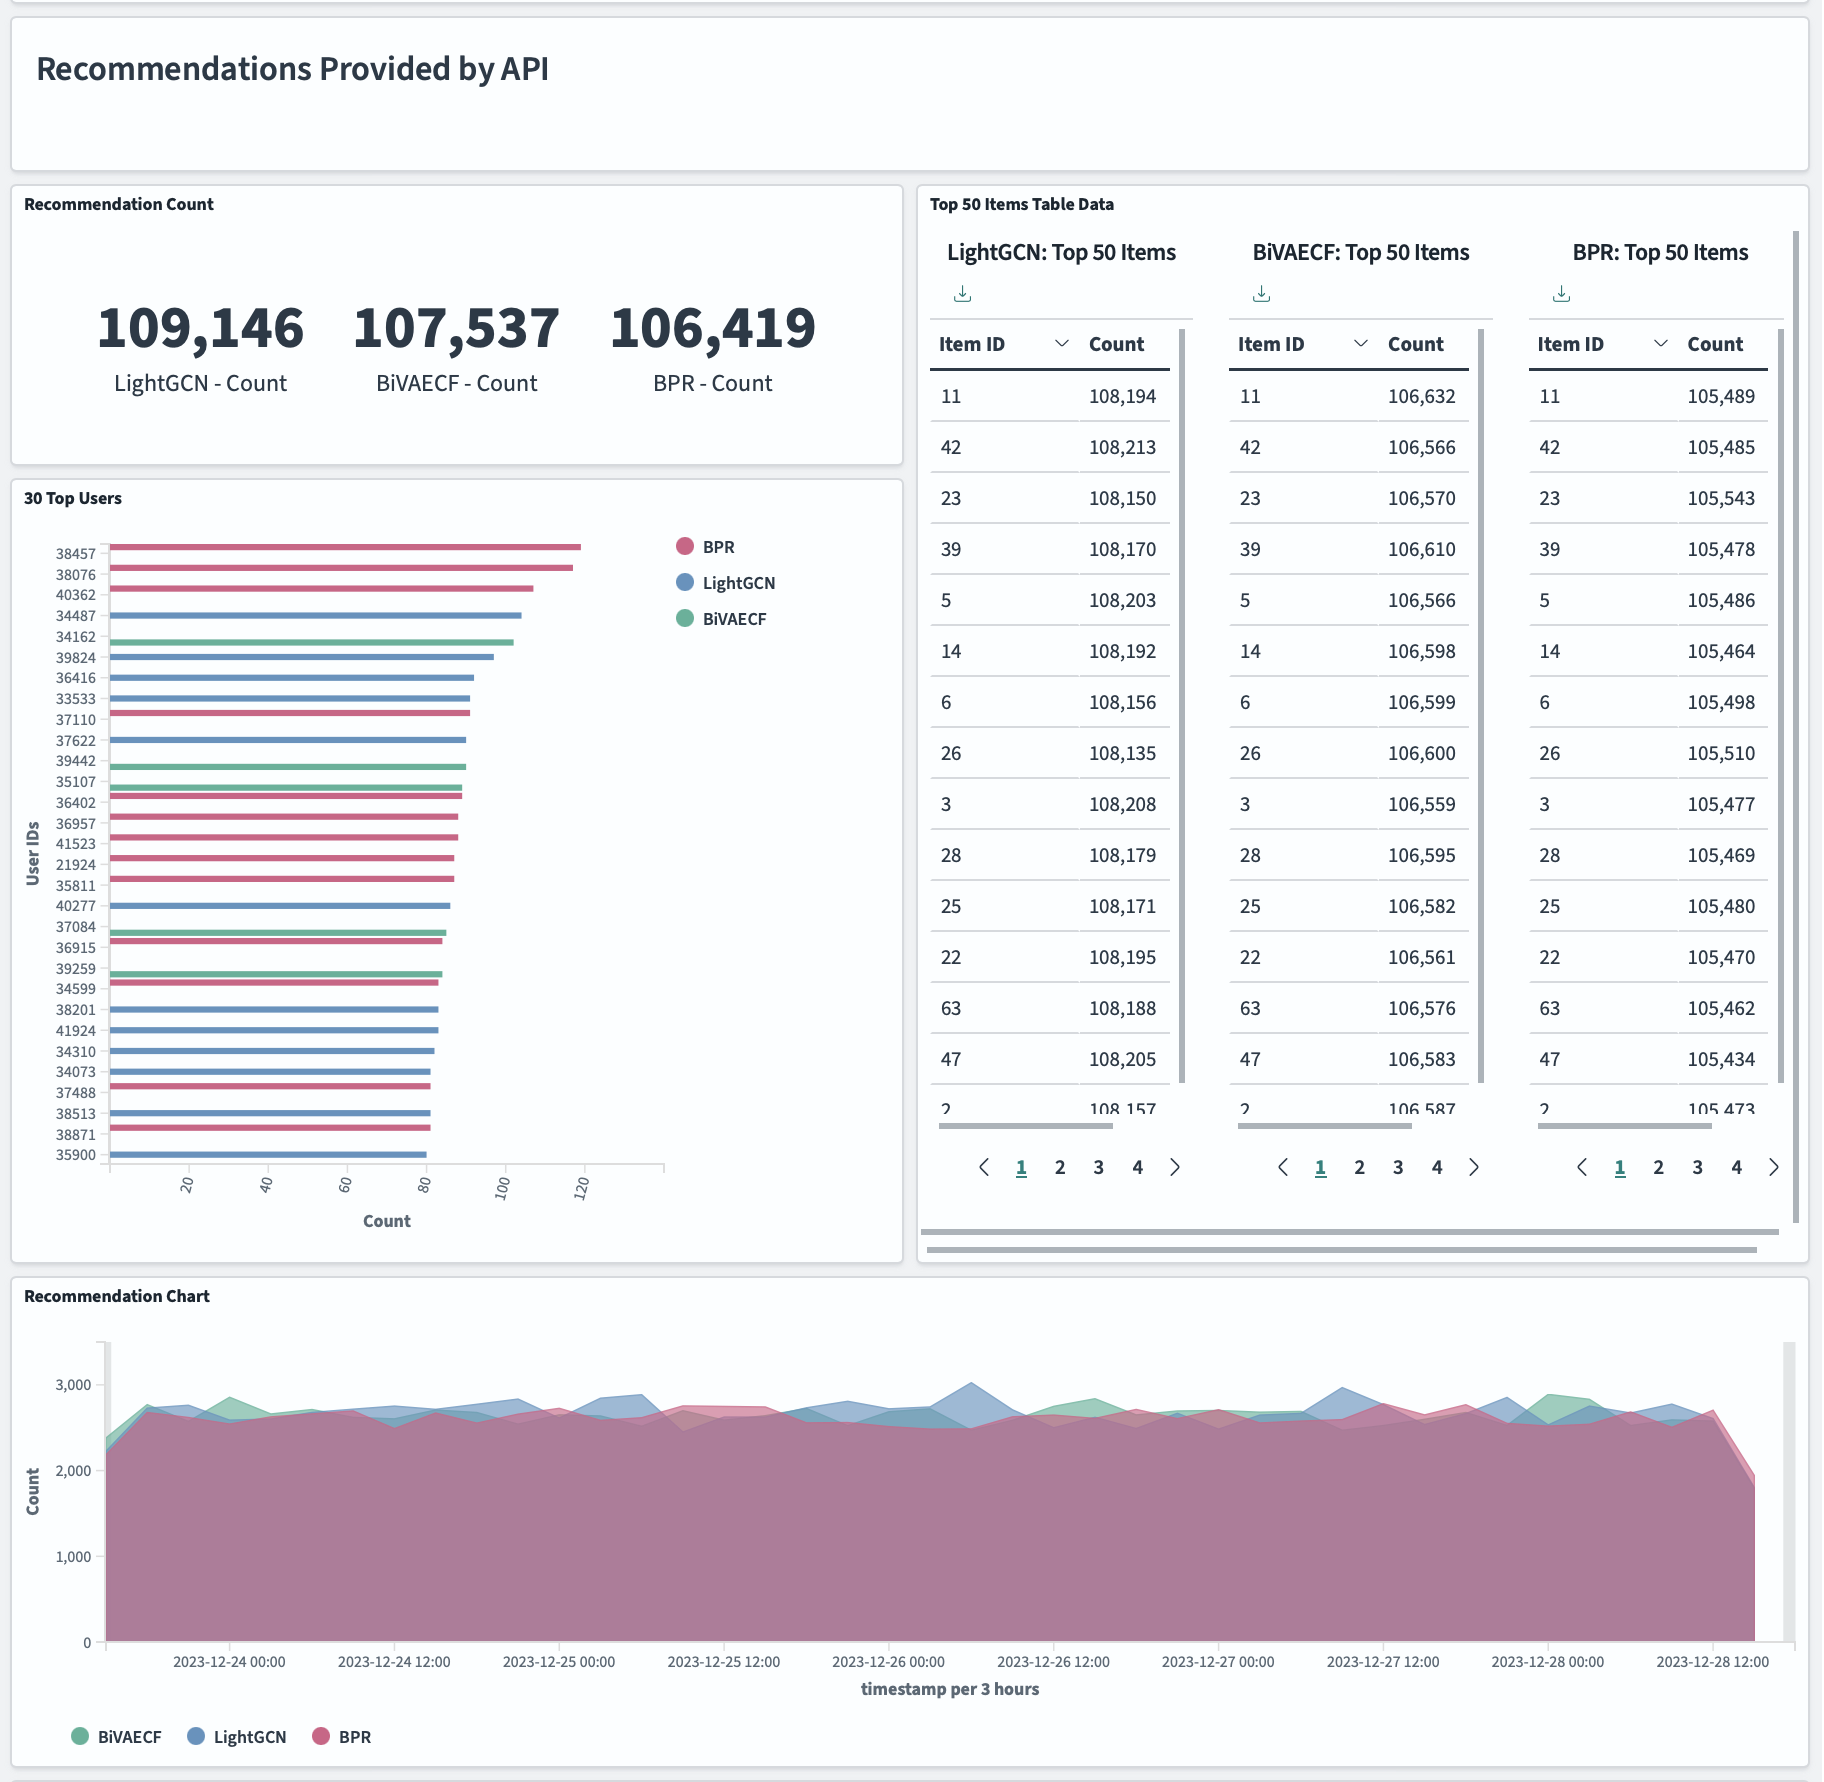 Recommendations Provided by API
Recommendation Count
109,146 107,537 106,419
LightGCN - Count BiVAECF - Count BPR - Count
30 Top Users
38457
38076
40362
34487
34162
39824
36416
33533
37110
37622
39442
35107
36402
36957
41523
21924
35811
40277
37084
36915
39259
34599
38201
41924
34310
34073
37488
38513
38871
35900
User IDs
20 40 60 80 100 120
Count
BPR
LightGCN
BiVAECF
Top 50 Items Table Data
LightGCN: Top 50 Items BiVAECF: Top 50 Items BPR: Top 50 Items
Item ID Count Item ID Count Item ID Count
11 108,194 11 106,632 11 105,489
42 108,213 42 106,566 42 105,485
23 108,150 23 106,570 23 105,543
39 108,170 39 106,610 39 105,478
5 108,203 5 106,566 5 105,486
14 108,192 14 106,598 14 105,464
6 108,156 6 106,599 6 105,498
26 108,135 26 106,600 26 105,510
3 108,208 3 106,559 3 105,477
28 108,179 28 106,595 28 105,469
25 108,171 25 106,582 25 105,480
22 108,195 22 106,561 22 105,470
63 108,188 63 106,576 63 105,462
47 108,205 47 106,583 47 105,434
2 108,157 2 106,587 2 105,473
1 2 3 4 1 2 3 4 1 2 3 4
Recommendation Chart
3,000
2,000
1,000
0
Count
2023-12-24 00:00 2023-12-24 12:00 2023-12-25 00:00 2023-12-25 12:00 2023-12-26 00:00 2023-12-26 12:00 2023-12-27 00:00 2023-12-27 12:00 2023-12-28 00:00 2023-12-28 12:00
timestamp per 3 hours
BiVAECF LightGCN BPR